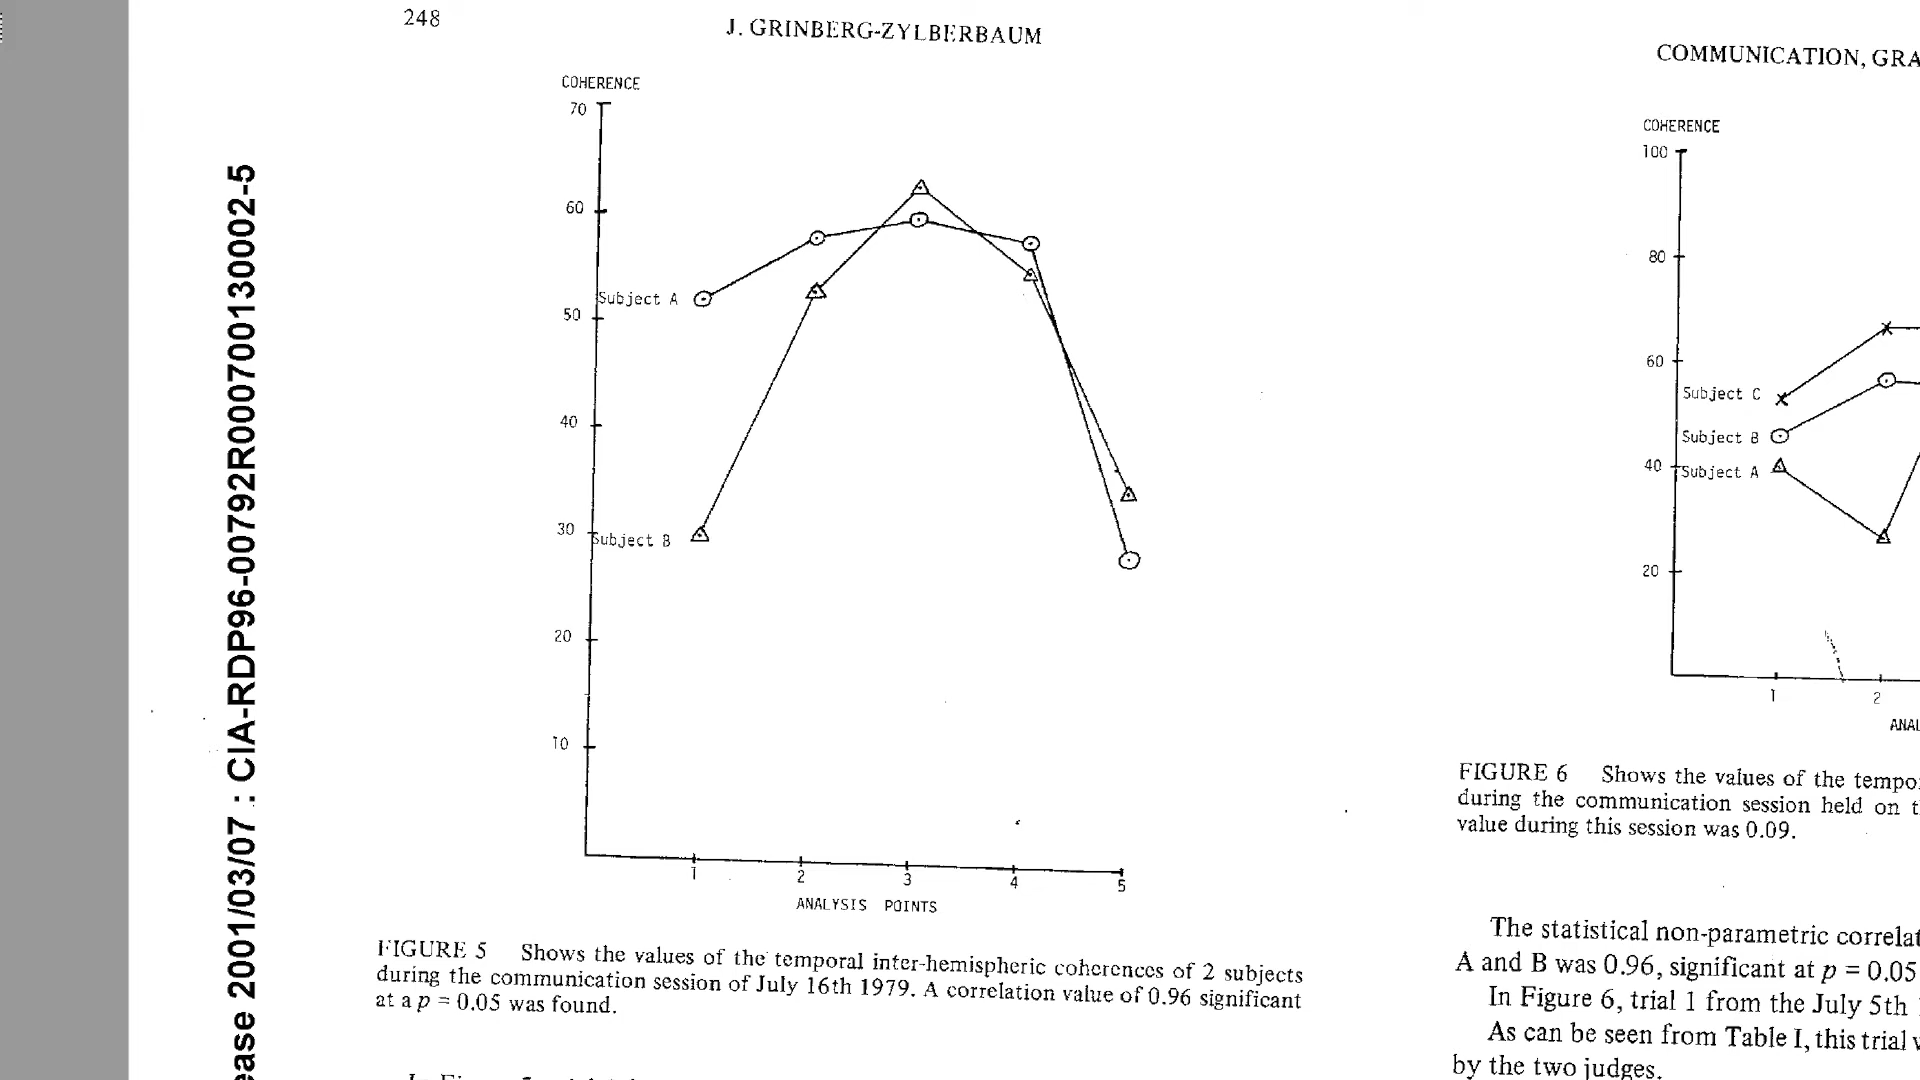 248
J. GRINBERG-ZYLBERBAUM
COHERENCE
70
60
50
40
30
20
10
Subject A
Subject B
1 2 3 4 5
ANALYSIS POINTS
FIGURE 5 Shows the values of the temporal inter-hemispheric coherences of 2 subjects
during the communication session of July 16th 1979. A correlation value of 0.96 significant
at a p = 0.05 was found.
COMMUNICATION, GRA
COHERENCE
100
80
60
40
20
Subject C
Subject B
Subject A
1 2
ANAL
FIGURE 6 Shows the values of the tempo
during the communication session held on t
value during this session was 0.09.
The statistical non-parametric correlat
A and B was 0.96, significant at p = 0.05
In Figure 6, trial 1 from the July 5th
As can be seen from Table I, this trial
by the two judges.
ease 2001/03/07 : CIA-RDP96-00792R000700130002-5